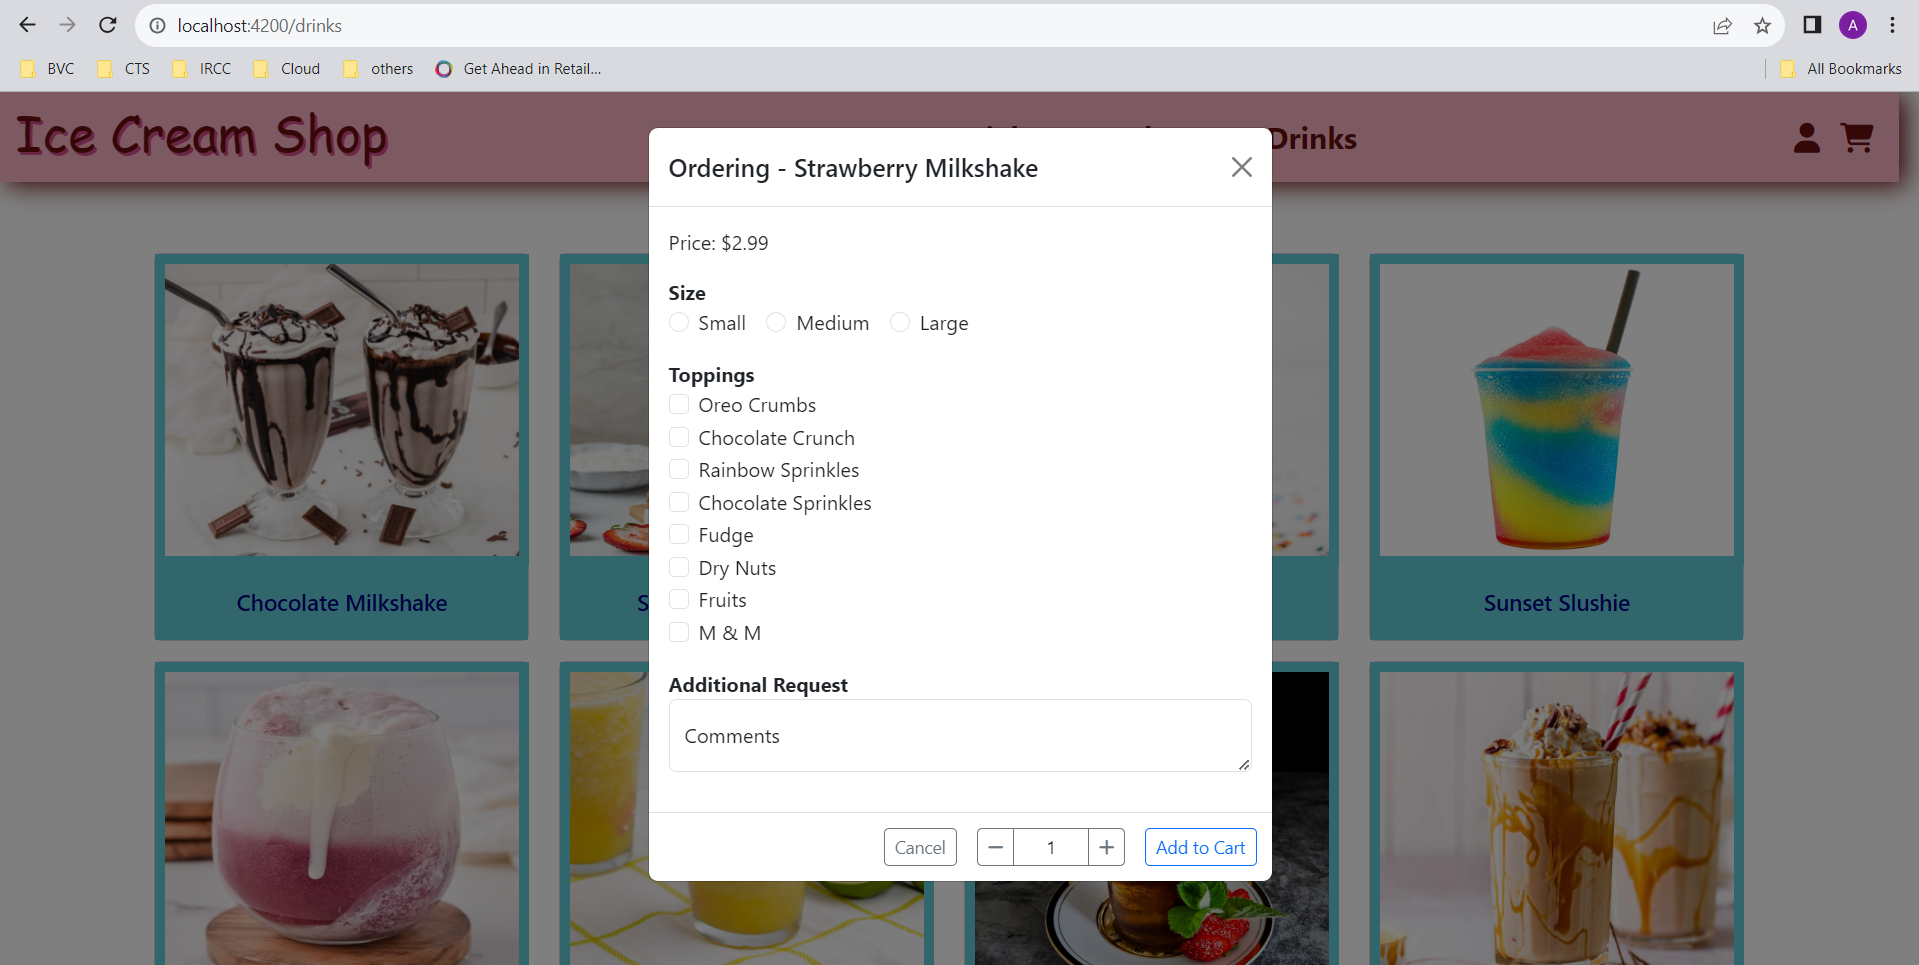 localhost:4200/drinks
A
BVC CTS IRCC Cloud others Get Ahead in Retail... All Bookmarks
Ice Cream Shop
Drinks
Ordering - Strawberry Milkshake
Price: $2.99
Size
Small Medium Large
Toppings
Oreo Crumbs
Chocolate Crunch
Rainbow Sprinkles
Chocolate Sprinkles
Fudge
Dry Nuts
Fruits
M & M
Additional Request
Comments
Cancel 1 Add to Cart
Chocolate Milkshake
S
Sunset Slushie